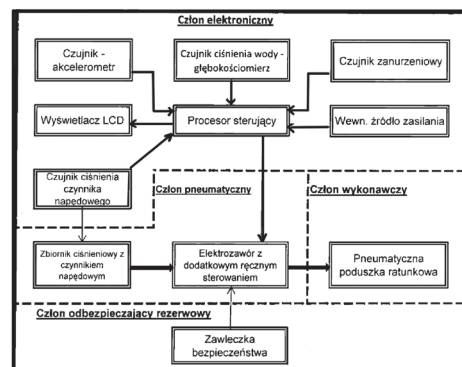 Człon elektroniczny
Czujnik -
akcelerometr
Czujnik ciśnienia wody -
głębokościomierz
Czujnik zanurzeniowy
Wyświetlacz LCD
Procesor sterujący
Wewn. źródło zasilania
Czujnik ciśnienia
czynnika
napędowego
Człon pneumatyczny
Człon wykonawczy
Zbiornik ciśnieniowy z
czynnikiem
napędowym
Elektrozawór z
dodatkowym ręcznym
sterowaniem
Pneumatyczna
poduszka ratunkowa
Człon odbezpieczający rezerwowy
Zawleczka
bezpieczeństwa